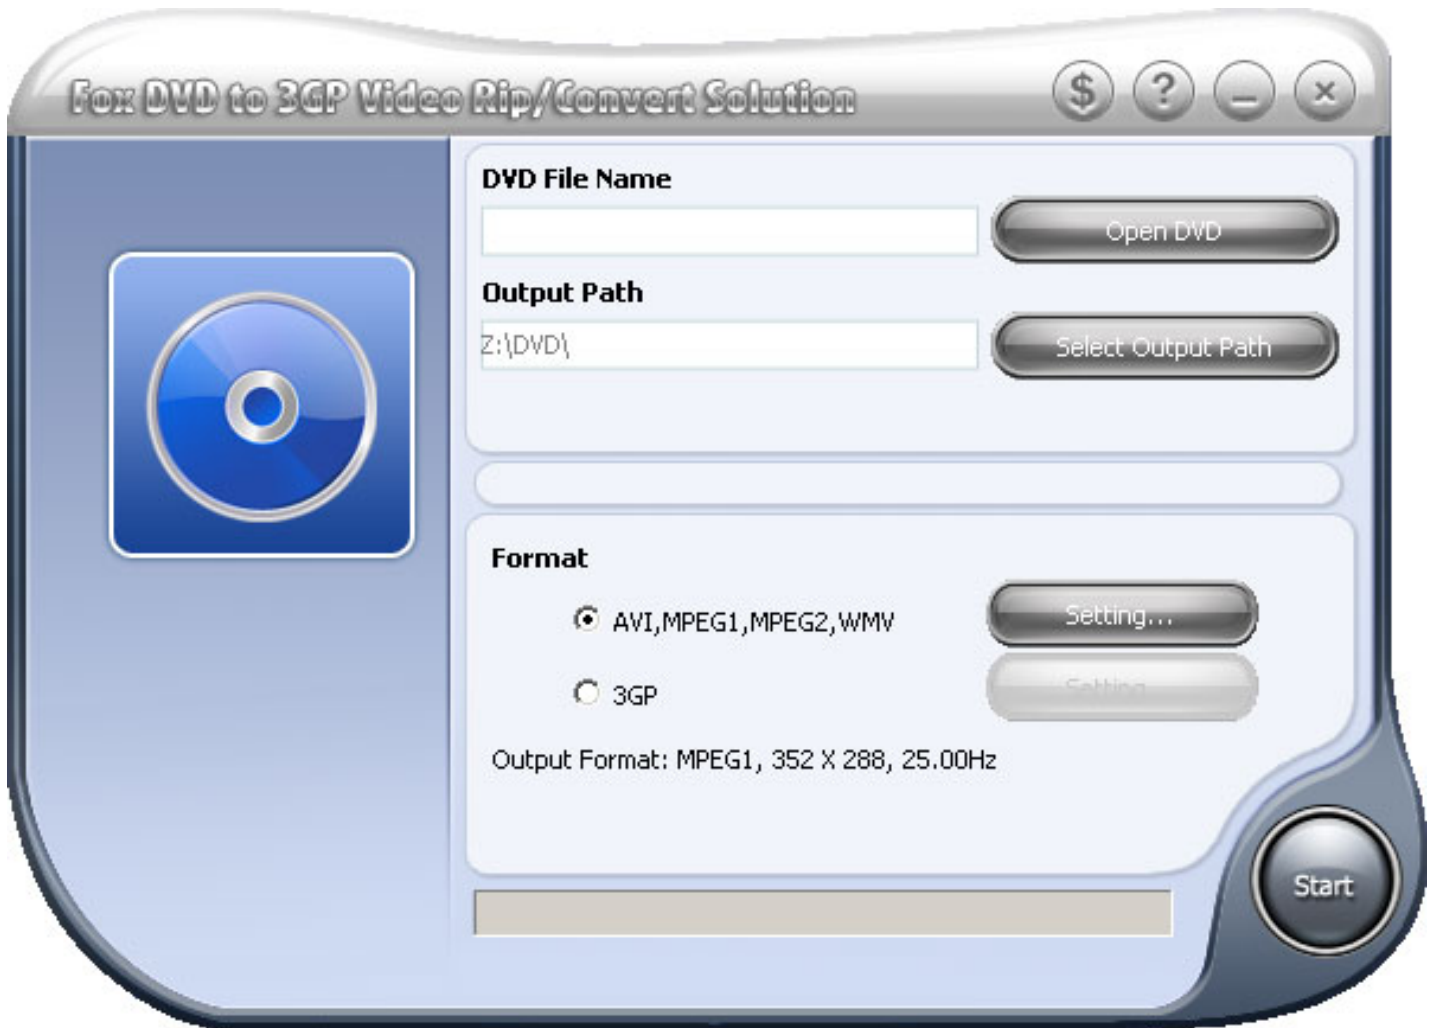 Fox DVD to 3GP Video Rip/Convert Solution $ ?
DVD File Name
Open DVD
Output Path
Z:\DVD\
Select Output Path
Format
AVI,MPEG1,MPEG2,WMV
Setting...
3GP
Setting...
Output Format: MPEG1, 352 X 288, 25.00Hz
Start